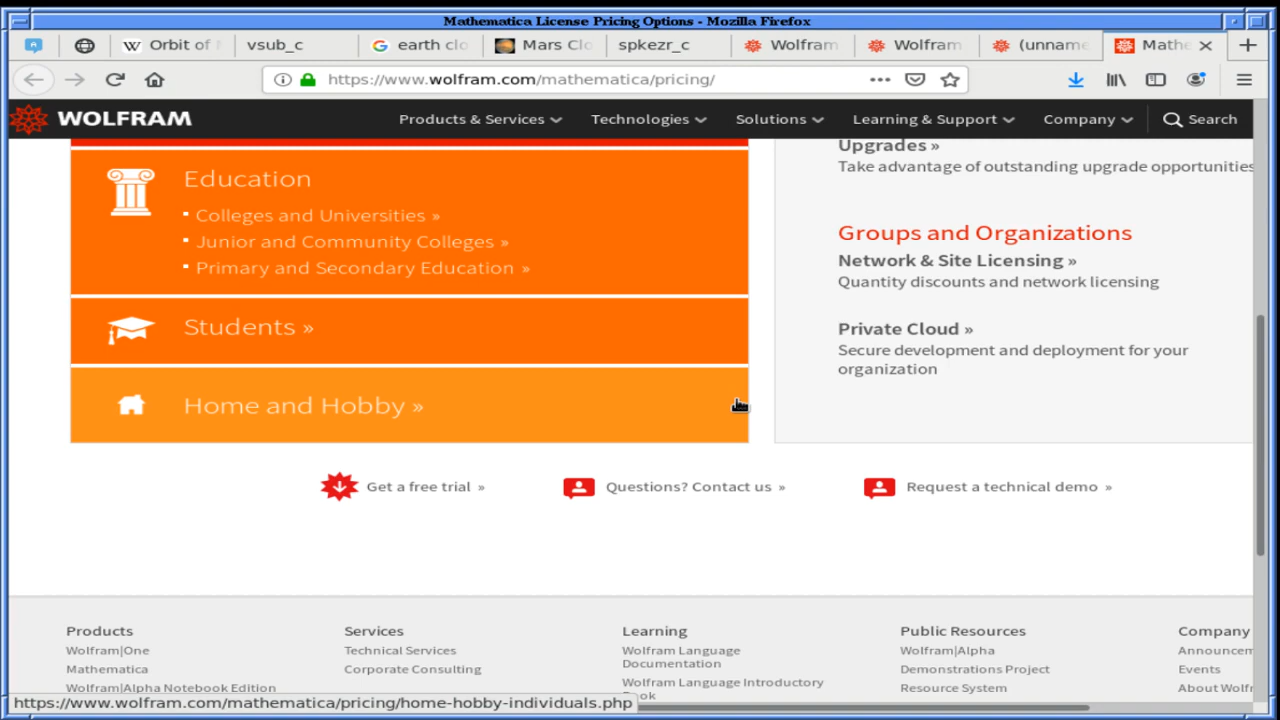 Mathematica License Pricing Options - Mozilla Firefox
Orbit of
vsub_c
earth clo
Mars Clo
spkezr_c
Wolfram
Wolfram
(unname
Mathe
https://www.wolfram.com/mathematica/pricing/
WOLFRAM
Products & Services
Technologies
Solutions
Learning & Support
Company
Search
Education
Colleges and Universities »
Junior and Community Colleges »
Primary and Secondary Education »
Students »
Home and Hobby »
Upgrades »
Take advantage of outstanding upgrade opportunities
Groups and Organizations
Network & Site Licensing »
Quantity discounts and network licensing
Private Cloud »
Secure development and deployment for your
organization
Get a free trial »
Questions? Contact us »
Request a technical demo »
Products
Wolfram|One
Mathematica
Wolfram|Alpha Notebook Edition
Services
Technical Services
Corporate Consulting
Learning
Wolfram Language
Documentation
Wolfram Language Introductory
Book
Public Resources
Wolfram|Alpha
Demonstrations Project
Resource System
Company
Announcem
Events
About Wolfr
https://www.wolfram.com/mathematica/pricing/home-hobby-individuals.php